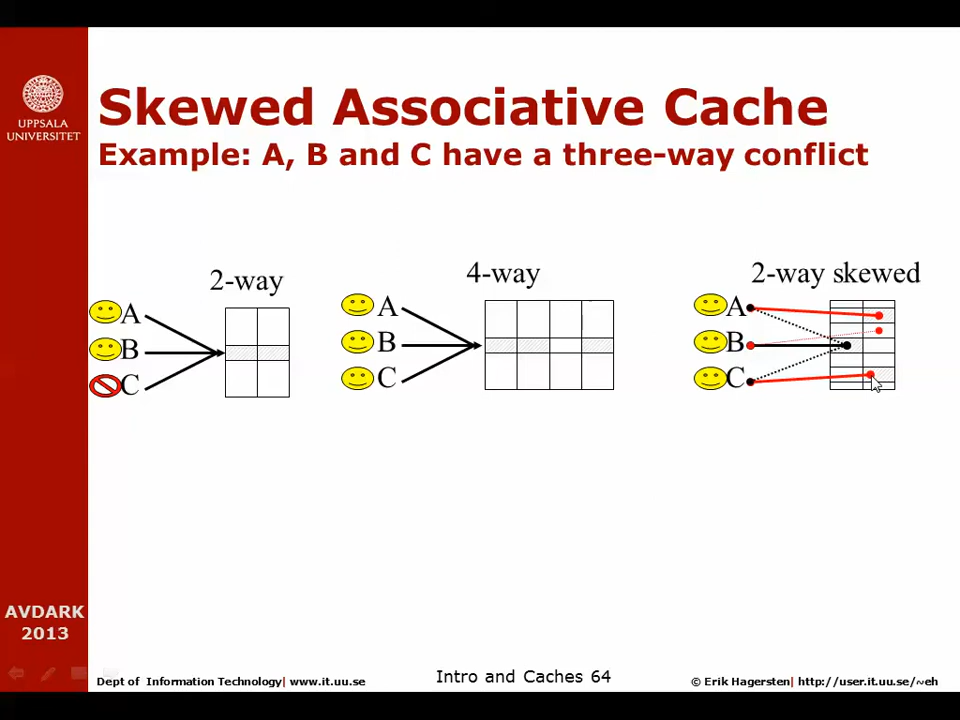 UPPSALA
UNIVERSITET
Skewed Associative Cache
Example: A, B and C have a three-way conflict
2-way
A
B
C
4-way
A
B
C
2-way skewed
A
B
C
AVDARK
2013
Dept of Information Technology| www.it.uu.se
Intro and Caches 64
© Erik Hagersten| http://user.it.uu.se/~eh